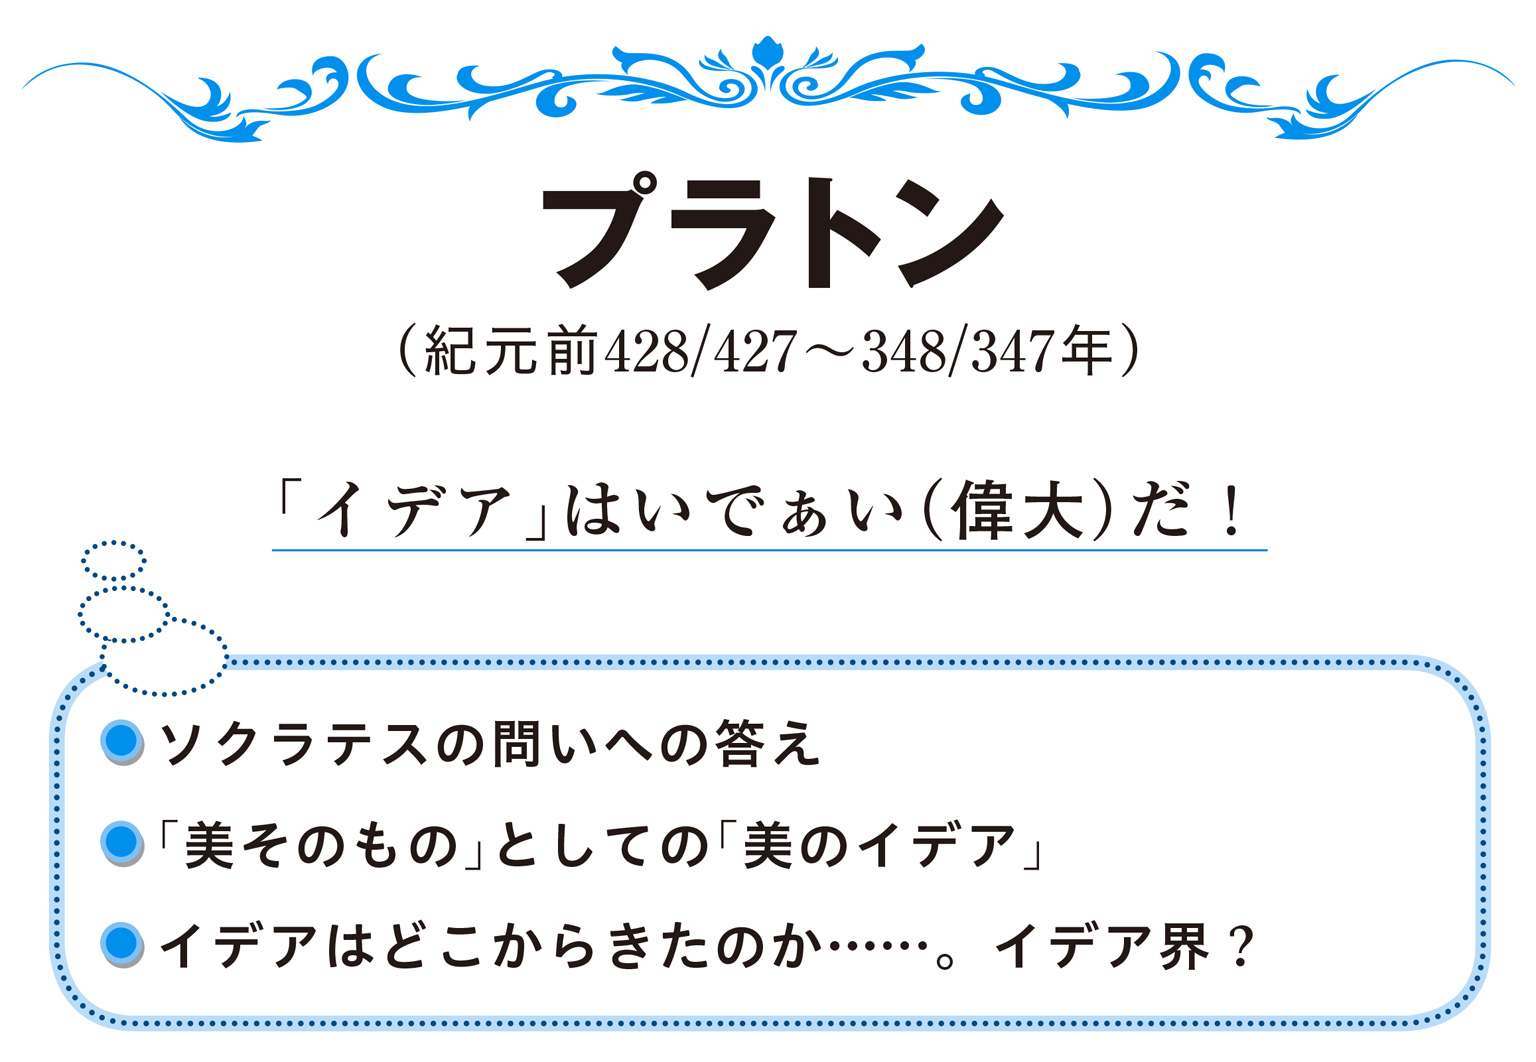 プラトン
（紀元前428/427〜348/347年）
「イデア」はいでぁい（偉大）だ！
ソクラテスの問いへの答え
「美そのもの」としての「美のイデア」
イデアはどこからきたのか……。イデア界？